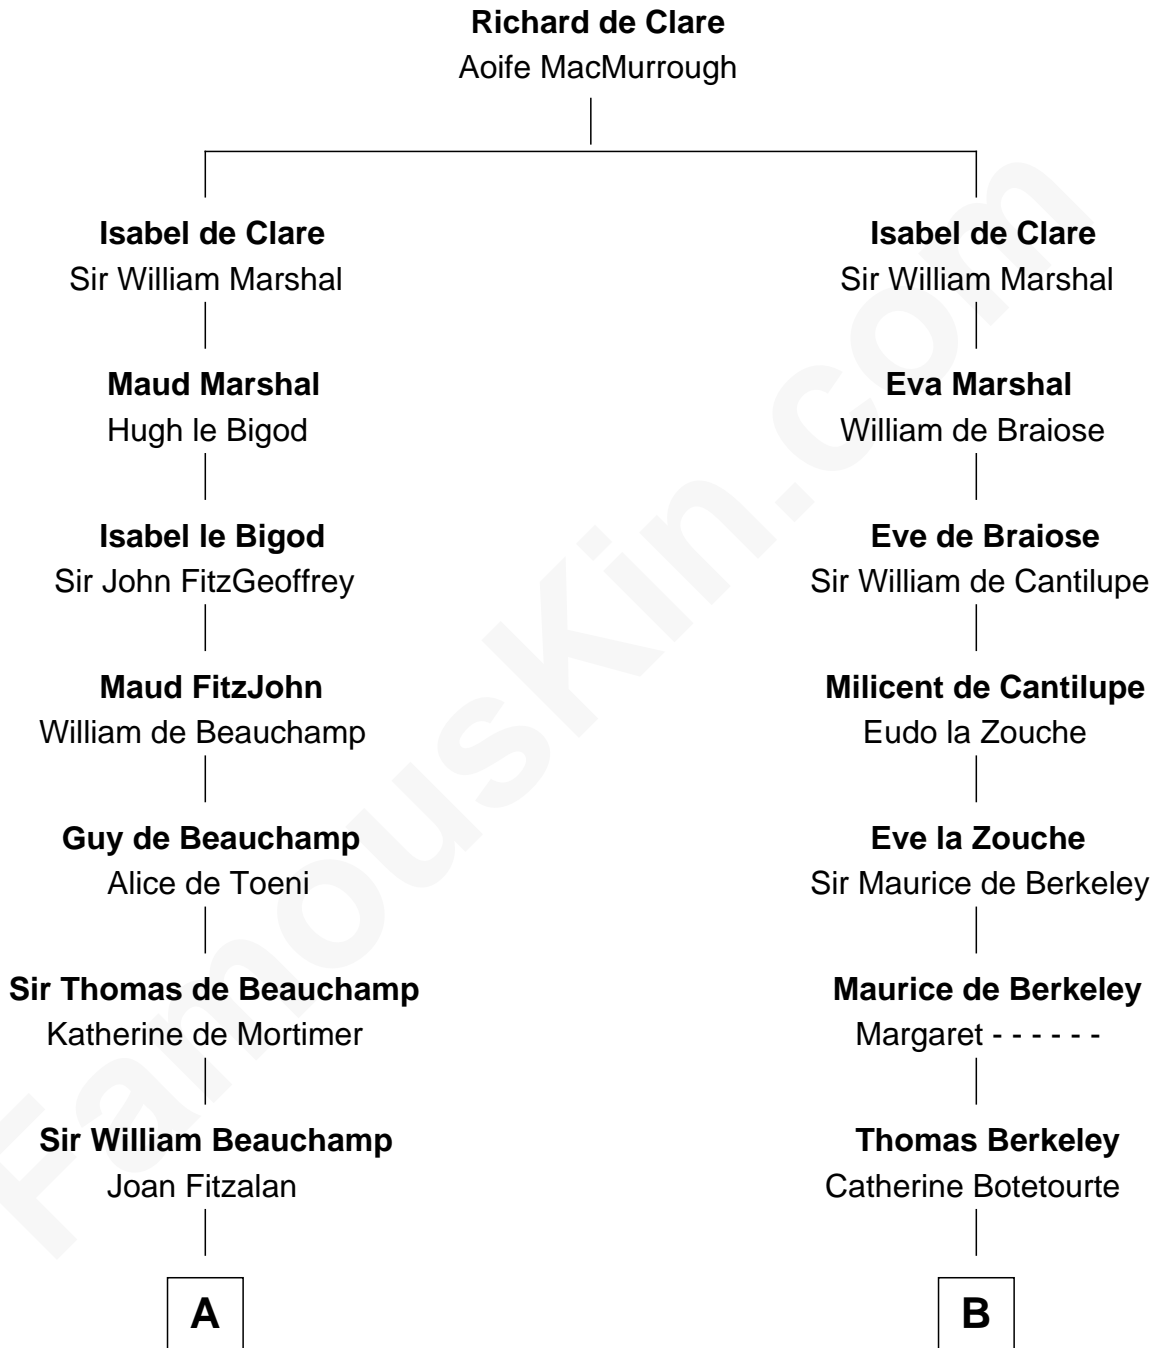 Richard de Clare
Aoife MacMurrough
Isabel de Clare
Sir William Marshal
Maud Marshal
Hugh le Bigod
Isabel le Bigod
Sir John FitzGeoffrey
Maud FitzJohn
William de Beauchamp
Guy de Beauchamp
Alice de Toeni
Sir Thomas de Beauchamp
Katherine de Mortimer
Sir William Beauchamp
Joan Fitzalan
A
Isabel de Clare
Sir William Marshal
Eva Marshal
William de Braiose
Eve de Braiose
Sir William de Cantilupe
Milicent de Cantilupe
Eudo la Zouche
Eve la Zouche
Sir Maurice de Berkeley
Maurice de Berkeley
Margaret - - - - - -
Thomas Berkeley
Catherine Botetourte
B
FamousKin.com